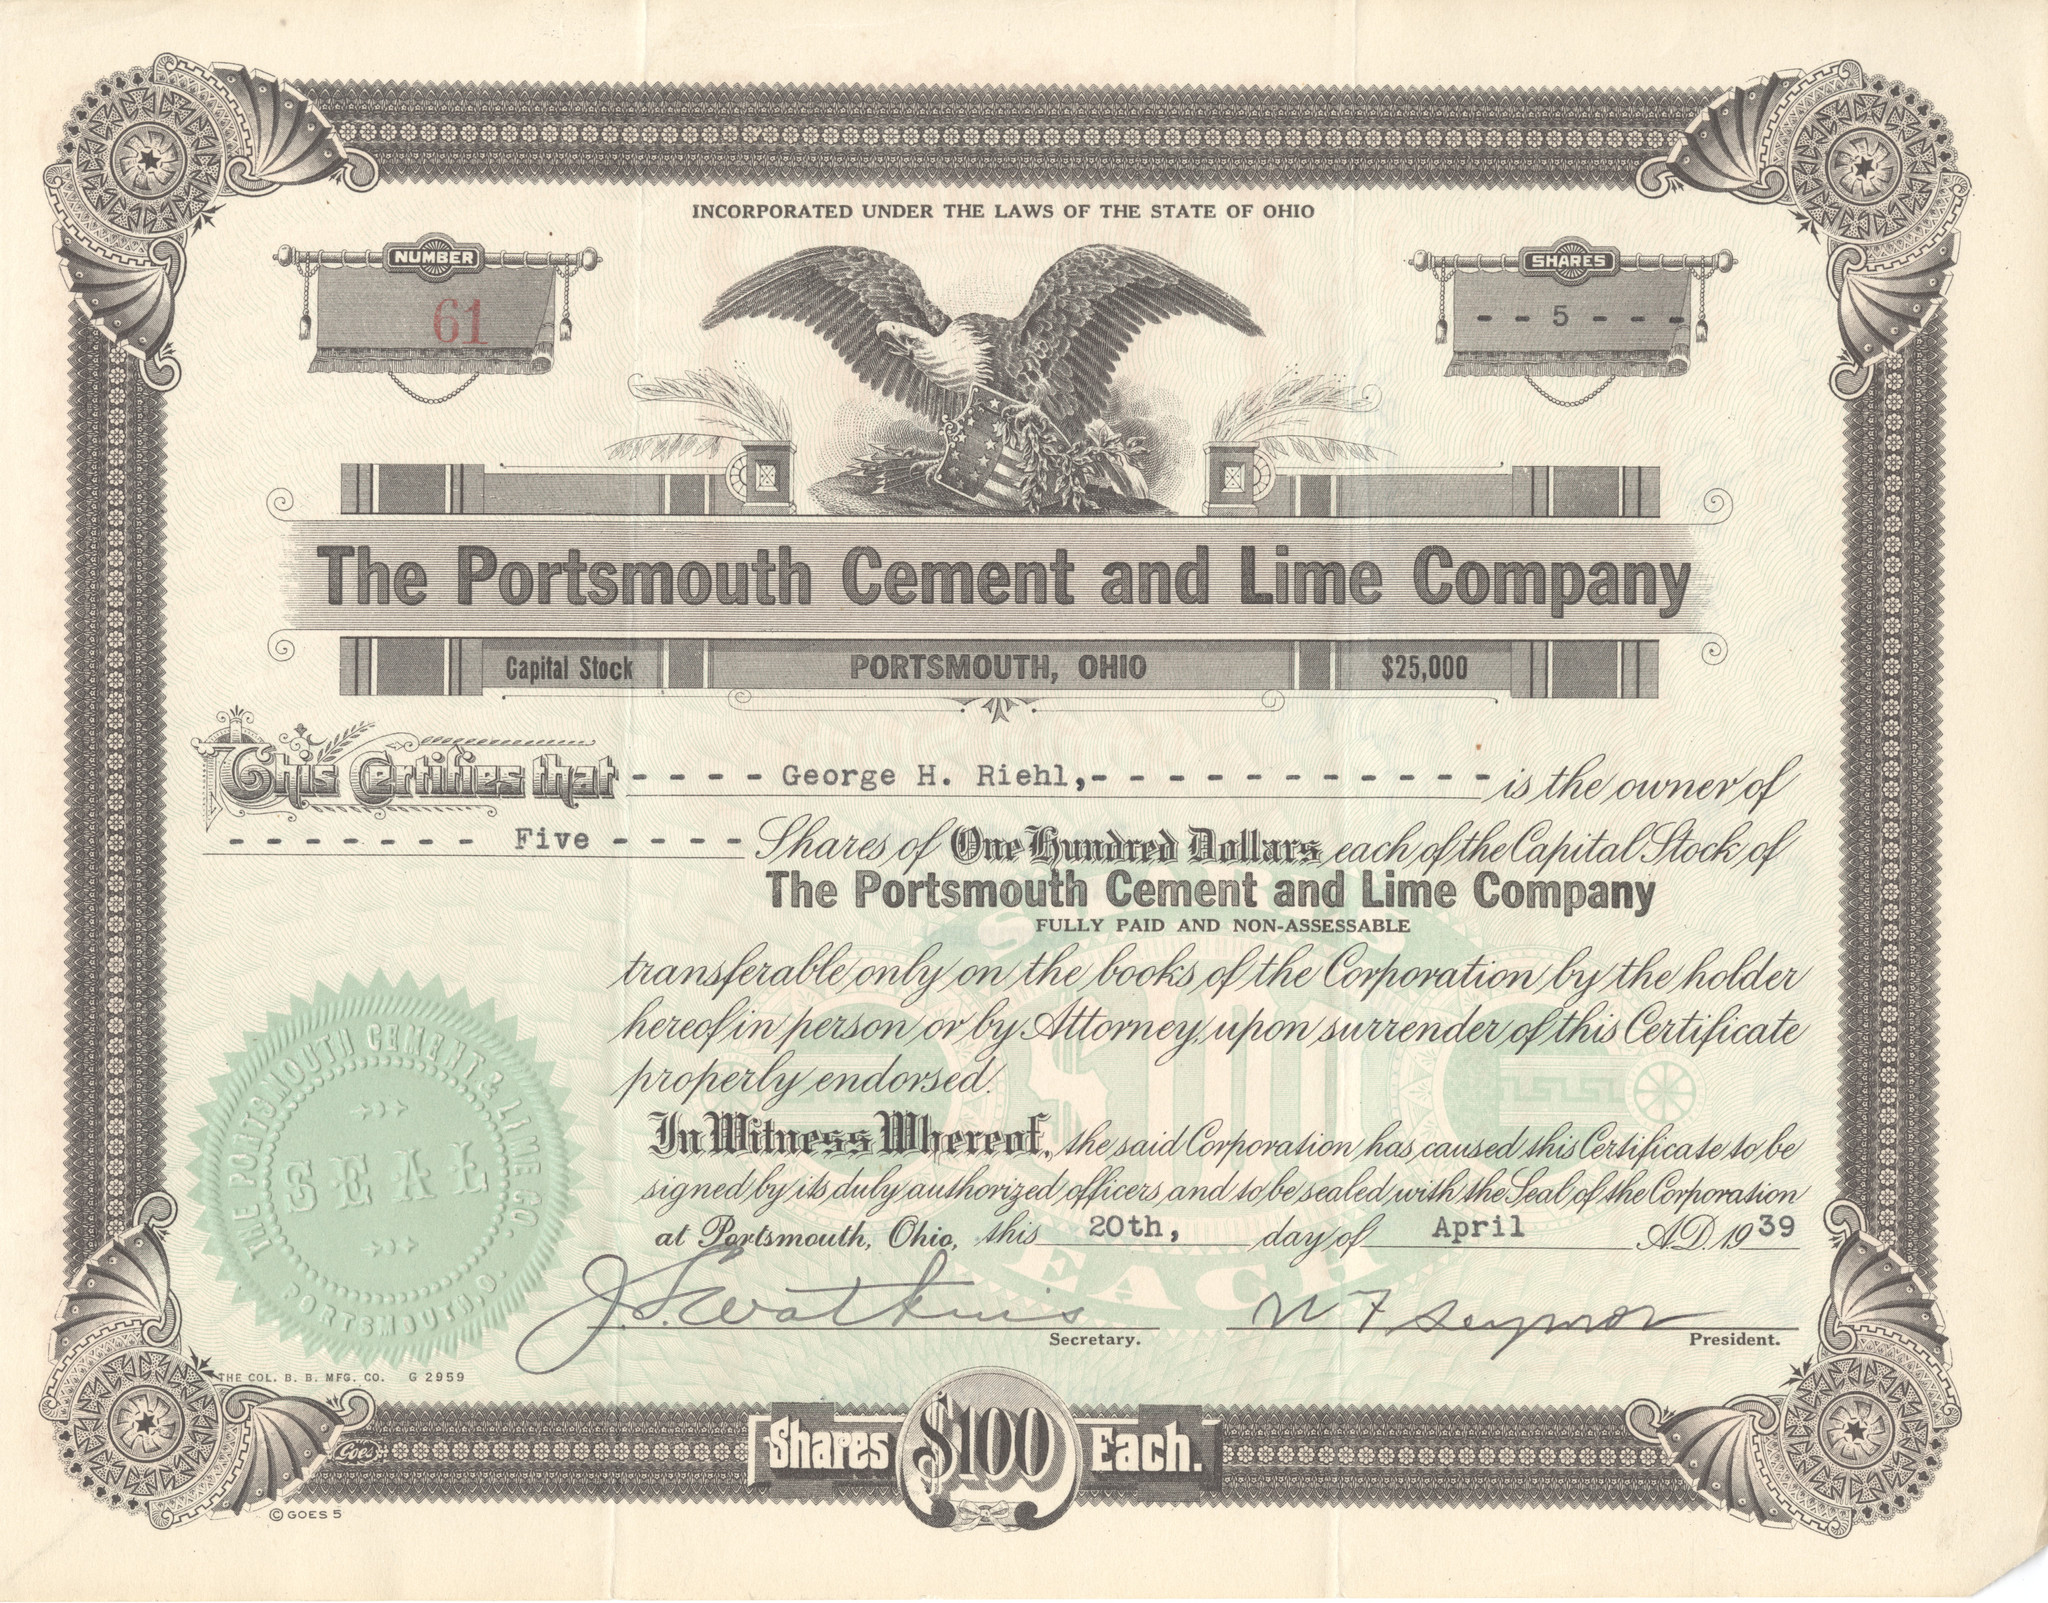 INCORPORATED UNDER THE LAWS OF THE STATE OF OHIO
NUMBER
61
SHARES
- - 5 - - - -
The Portsmouth Cement and Lime Company
Capital Stock PORTSMOUTH, OHIO $25,000
This Certifies that - - - - George H. Riehl,- - - - - - - - - - - - - is the owner of
- - - - - - - Five - - - - Shares of One Hundred Dollars each of the Capital Stock of
The Portsmouth Cement and Lime Company
FULLY PAID AND NON-ASSESSABLE
transferable only on the books of the Corporation by the holder
hereof in person or by Attorney, upon surrender of this Certificate
properly endorsed.
In Witness Whereof, the said Corporation has caused this Certificate to be
signed by its duly authorized officers and to be sealed with the Seal of the Corporation
at Portsmouth, Ohio, this 20th, day of April A.D. 1939
SHARES
$100
EACH
THE PORTSMOUTH CEMENT & LIME CO.
SEAL
PORTSMOUTH, O.
J. S. Watkins
Secretary.
W F Seymor
President.
THE COL. B. B. MFG. CO. G 2959
Shares $100 Each.
Goes
© GOES 5